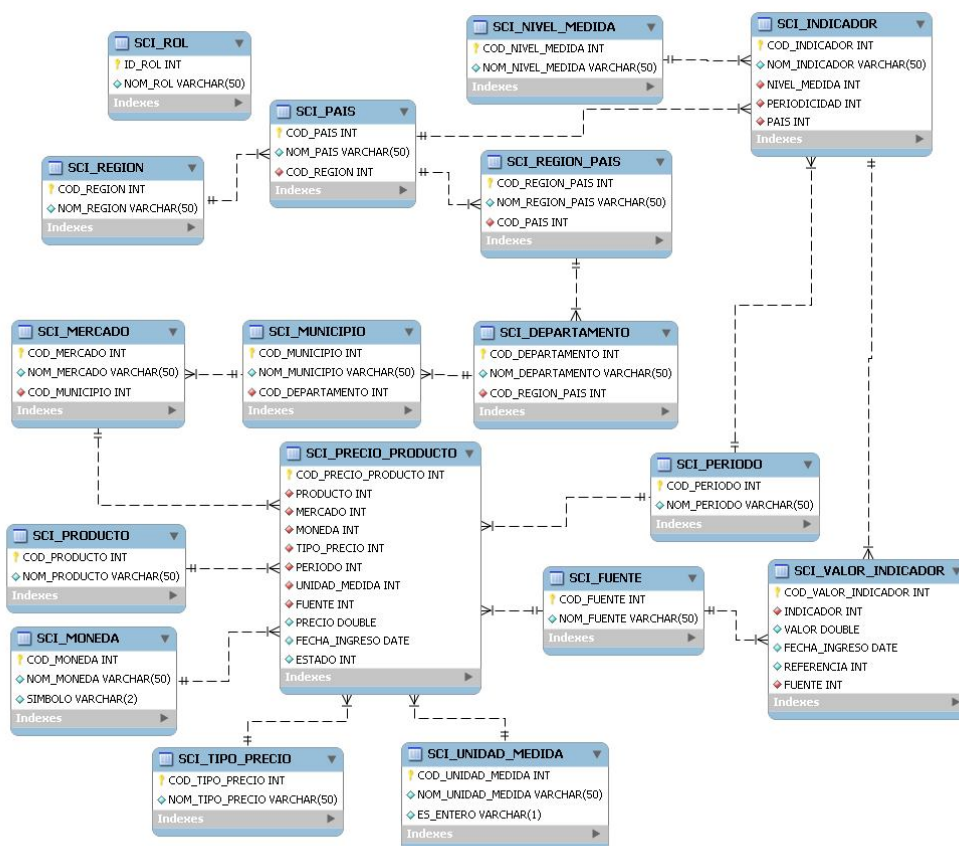 SCI_ROL
ID_ROL INT
NOM_ROL VARCHAR(50)
Indexes
SCI_NIVEL_MEDIDA
COD_NIVEL_MEDIDA INT
NOM_NIVEL_MEDIDA VARCHAR(50)
Indexes
SCI_INDICADOR
COD_INDICADOR INT
NOM_INDICADOR VARCHAR(50)
NIVEL_MEDIDA INT
PERIODICIDAD INT
PAIS INT
Indexes
SCI_PAIS
COD_PAIS INT
NOM_PAIS VARCHAR(50)
COD_REGION INT
Indexes
SCI_REGION
COD_REGION INT
NOM_REGION VARCHAR(50)
Indexes
SCI_REGION_PAIS
COD_REGION_PAIS INT
NOM_REGION_PAIS VARCHAR(50)
COD_PAIS INT
Indexes
SCI_MERCADO
COD_MERCADO INT
NOM_MERCADO VARCHAR(50)
COD_MUNICIPIO INT
Indexes
SCI_MUNICIPIO
COD_MUNICIPIO INT
NOM_MUNICIPIO VARCHAR(50)
COD_DEPARTAMENTO INT
Indexes
SCI_DEPARTAMENTO
COD_DEPARTAMENTO INT
NOM_DEPARTAMENTO VARCHAR(50)
COD_REGION_PAIS INT
Indexes
SCI_PRECIO_PRODUCTO
COD_PRECIO_PRODUCTO INT
PRODUCTO INT
MERCADO INT
MONEDA INT
TIPO_PRECIO INT
PERIODO INT
UNIDAD_MEDIDA INT
FUENTE INT
PRECIO DOUBLE
FECHA_INGRESO DATE
ESTADO INT
Indexes
SCI_PERIODO
COD_PERIODO INT
NOM_PERIODO VARCHAR(50)
Indexes
SCI_PRODUCTO
COD_PRODUCTO INT
NOM_PRODUCTO VARCHAR(50)
Indexes
SCI_FUENTE
COD_FUENTE INT
NOM_FUENTE VARCHAR(50)
Indexes
SCI_VALOR_INDICADOR
COD_VALOR_INDICADOR INT
INDICADOR INT
VALOR DOUBLE
FECHA_INGRESO DATE
REFERENCIA INT
FUENTE INT
Indexes
SCI_MONEDA
COD_MONEDA INT
NOM_MONEDA VARCHAR(50)
SIMBOLO VARCHAR(2)
Indexes
SCI_TIPO_PRECIO
COD_TIPO_PRECIO INT
NOM_TIPO_PRECIO VARCHAR(50)
Indexes
SCI_UNIDAD_MEDIDA
COD_UNIDAD_MEDIDA INT
NOM_UNIDAD_MEDIDA VARCHAR(50)
ES_ENTERO VARCHAR(1)
Indexes